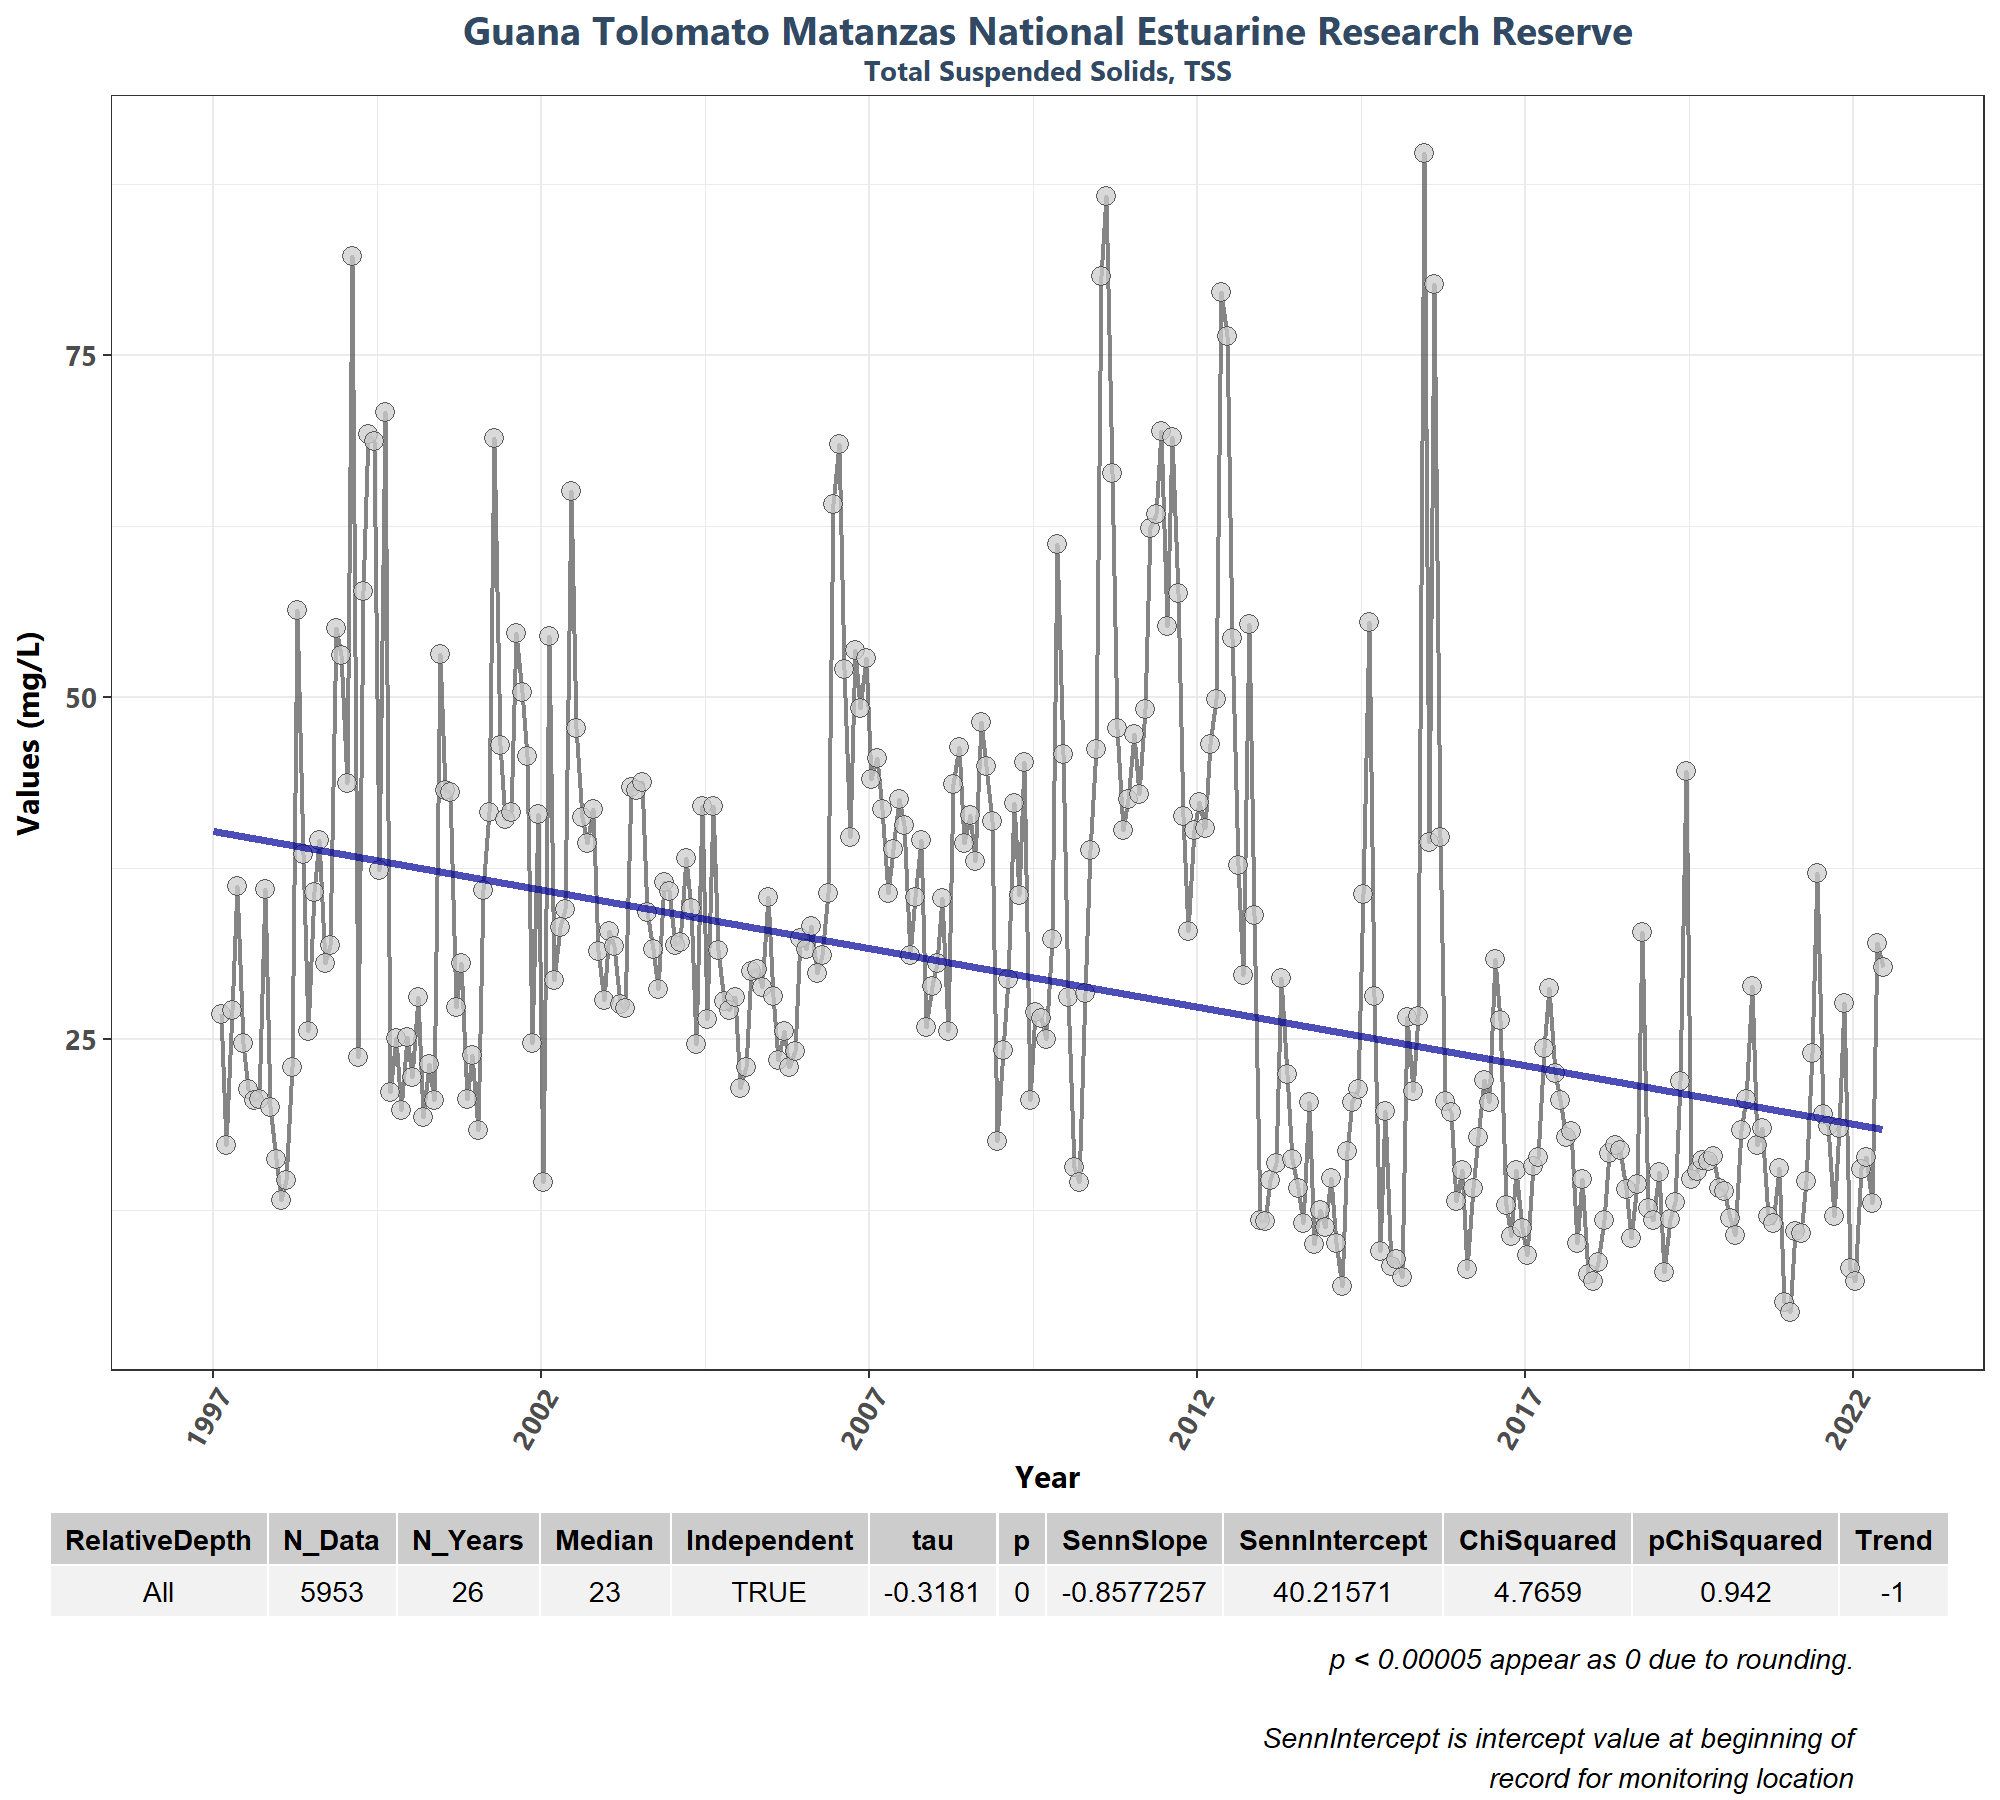 Guana Tolomato Matanzas National Estuarine Research Reserve
Total Suspended Solids, TSS
Values (mg/L)
75
50
25
1997 2002 2007 2012 2017 2022
Year
RelativeDepth N_Data N_Years Median Independent tau p SennSlope SennIntercept ChiSquared pChiSquared Trend
All 5953 26 23 TRUE -0.3181 0 -0.8577257 40.21571 4.7659 0.942 -1
p < 0.00005 appear as 0 due to rounding.
SennIntercept is intercept value at beginning of
record for monitoring location